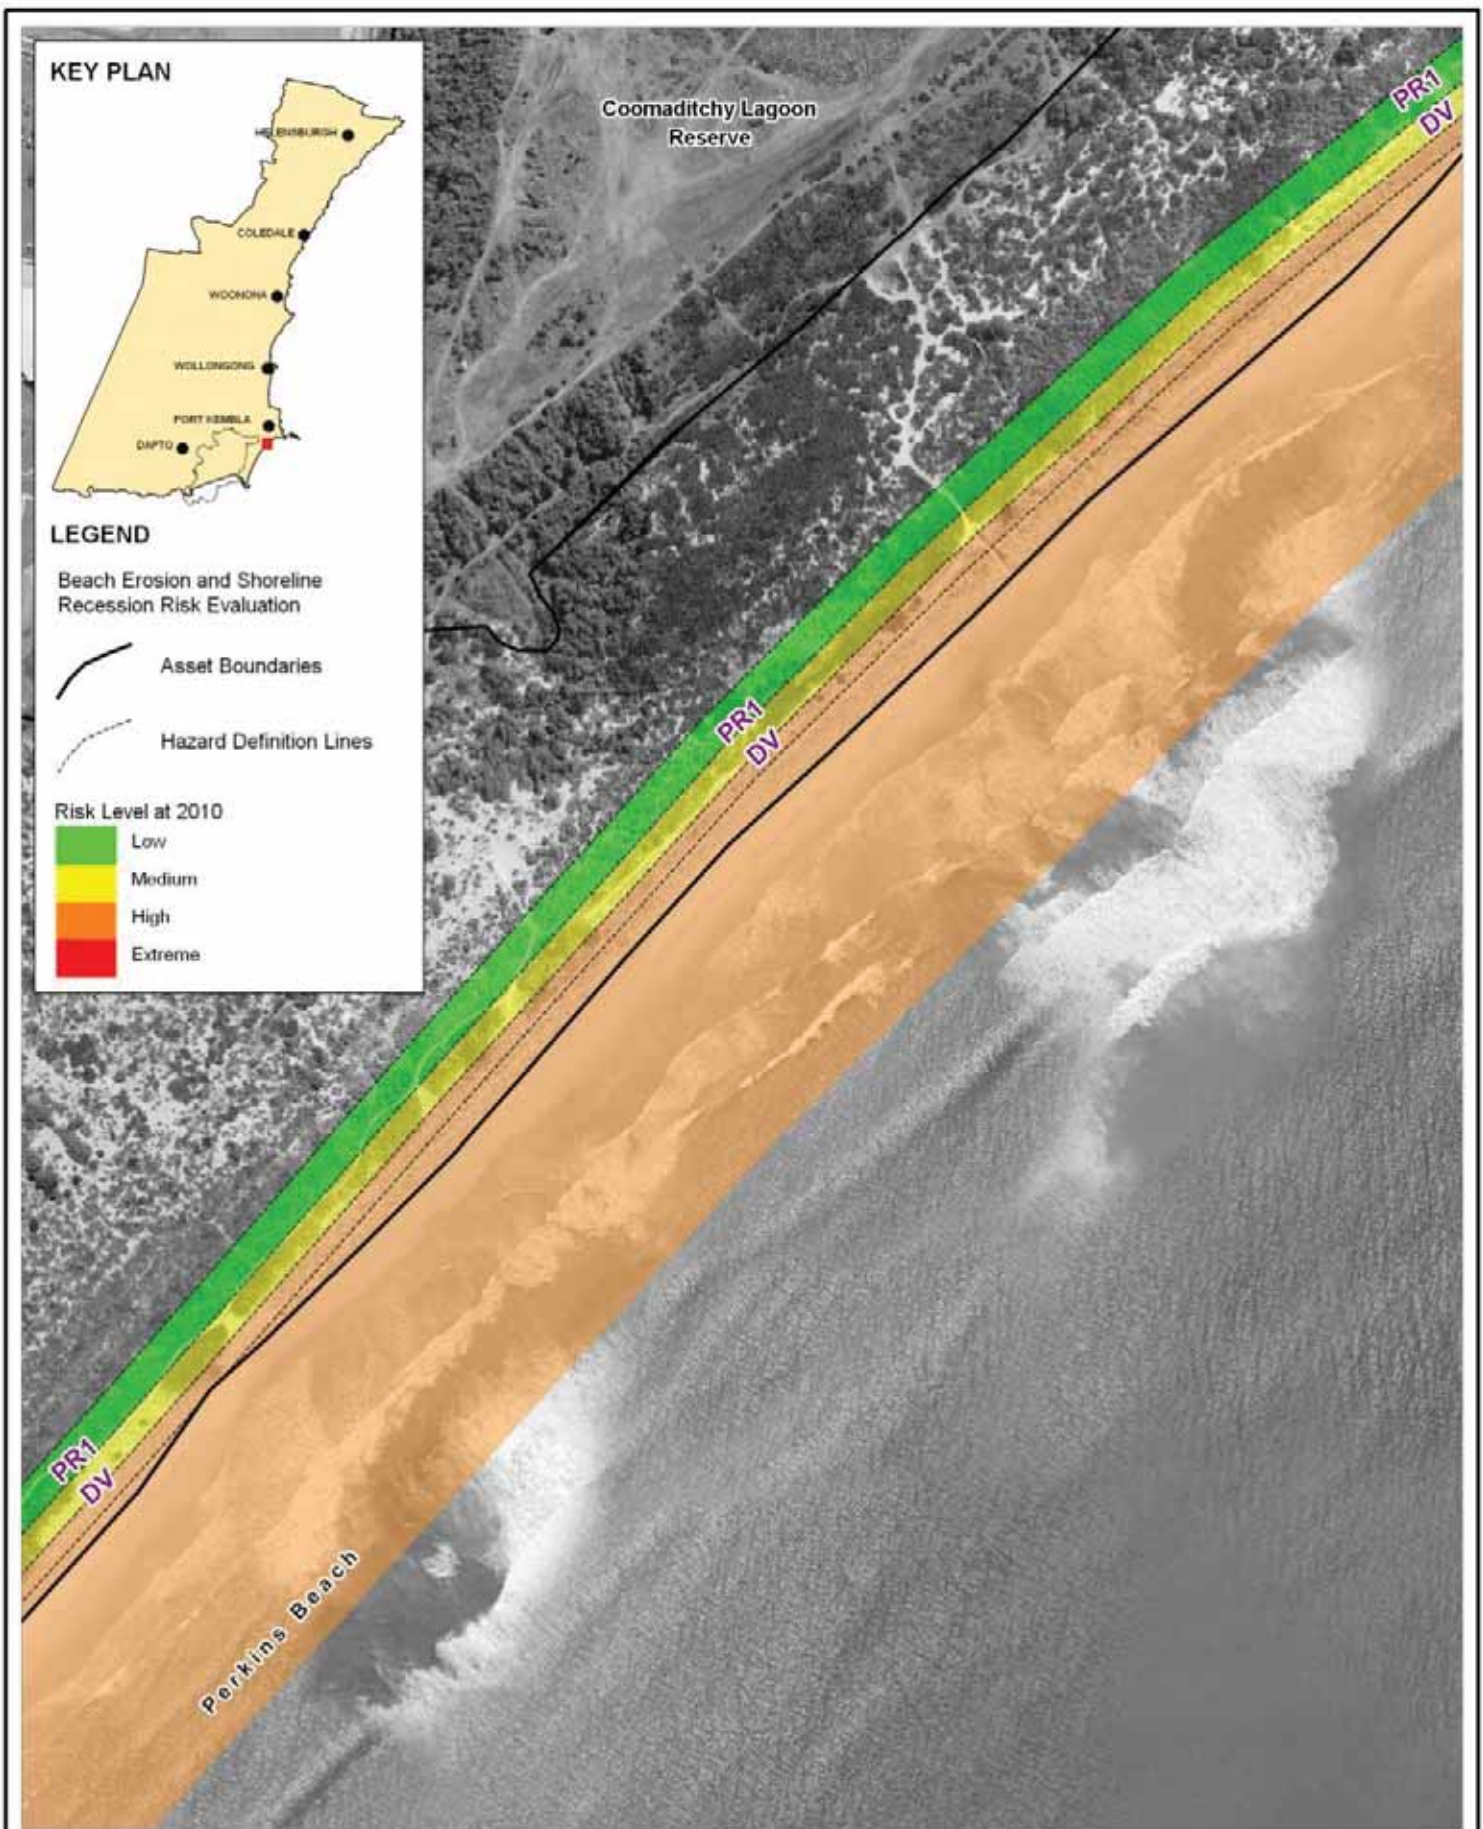 KEY PLAN
HELENSBURGH
COLEDALE
WOONONA
WOLLONGONG
PORT KEMBLA
DAPTO
LEGEND
Beach Erosion and Shoreline
Recession Risk Evaluation
Asset Boundaries
Hazard Definition Lines
Risk Level at 2010
Low
Medium
High
Extreme
Coomaditchy Lagoon
Reserve
PR1
DV
PR1
DV
PR1
DV
Perkins Beach